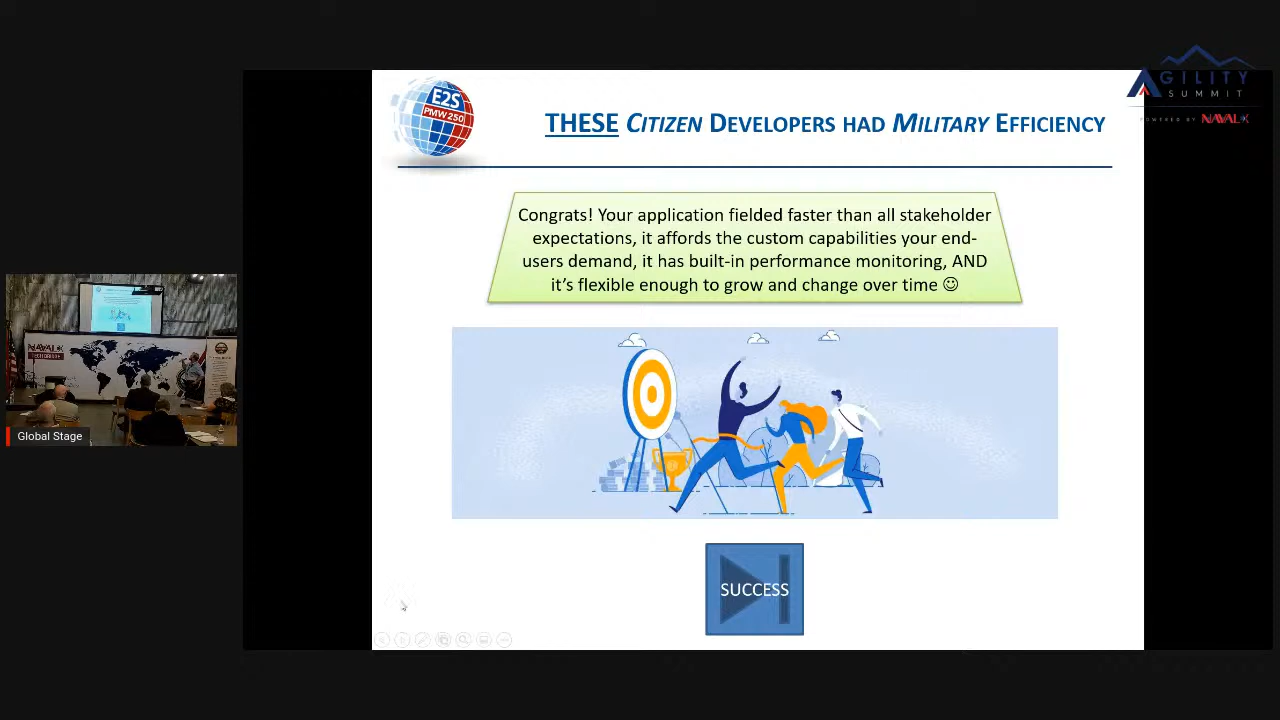 AGILITY
SUMMIT
POWERED BY NAVALX
E2S
PMW 250
THESE CITIZEN DEVELOPERS HAD MILITARY EFFICIENCY
Congrats! Your application fielded faster than all stakeholder
expectations, it affords the custom capabilities your end-
users demand, it has built-in performance monitoring, AND
it's flexible enough to grow and change over time ☺
NAVALX
Global Stage
SUCCESS